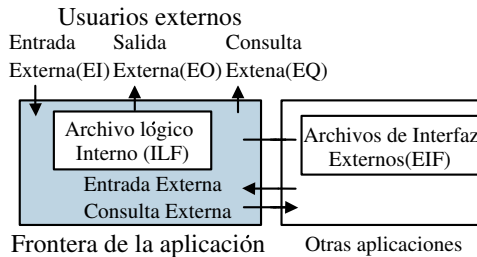 Usuarios externos
Entrada Salida Consulta
Externa(EI) Externa(EO) Extena(EQ)
Archivo lógico
Interno (ILF)
Archivos de Interfaz
Externos(EIF)
Entrada Externa
Consulta Externa
Frontera de la aplicación
Otras aplicaciones